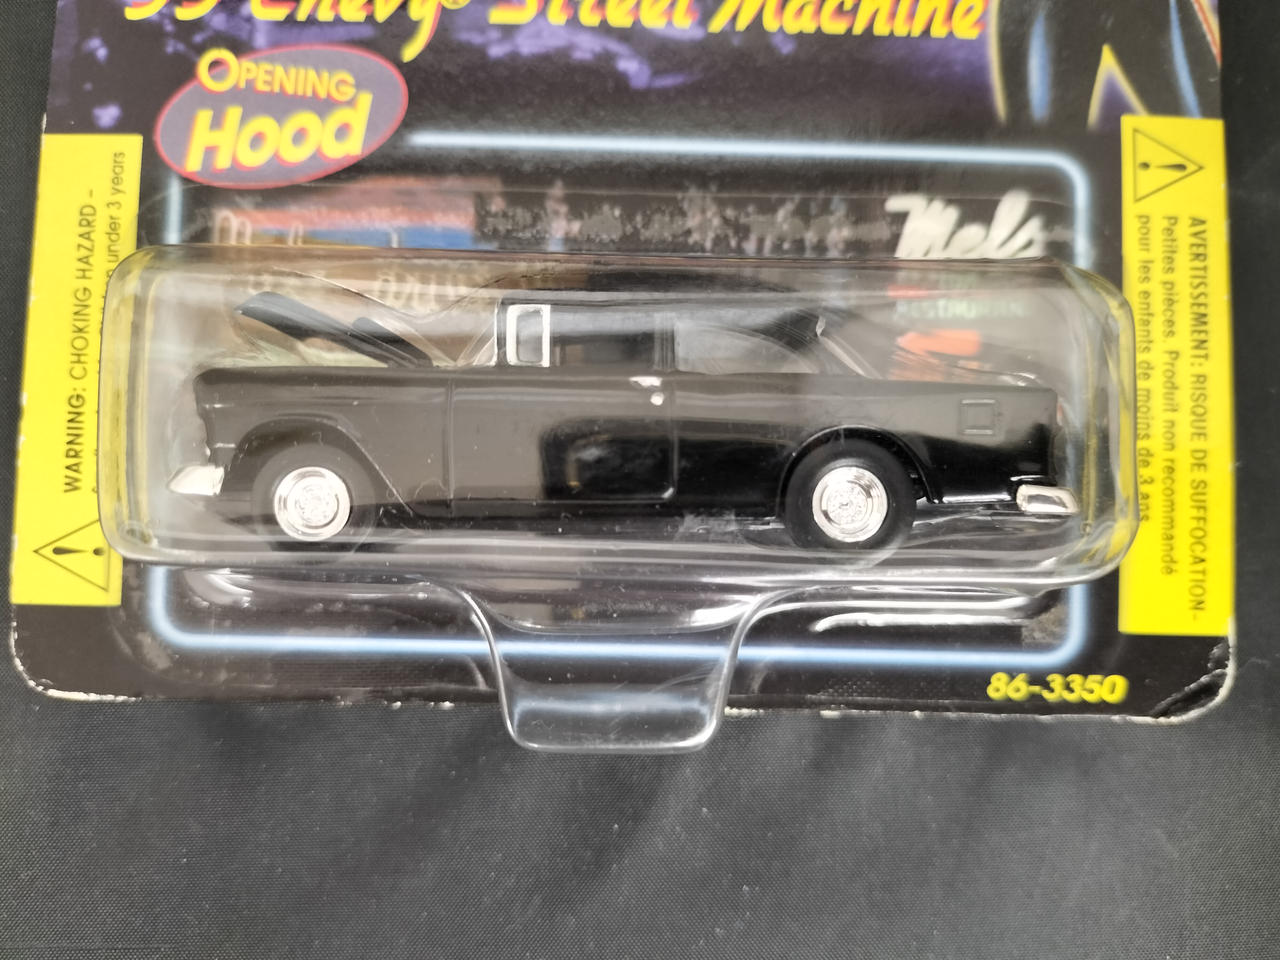 '55 Chevy® Street Machine
OPENING
Hood
WARNING: CHOKING HAZARD –
under 3 years
Mels
AVERTISSEMENT: RISQUE DE SUFFOCATION-
Petites pièces. Produit non recommandé
pour les enfants de moins de 3 ans
86-3350